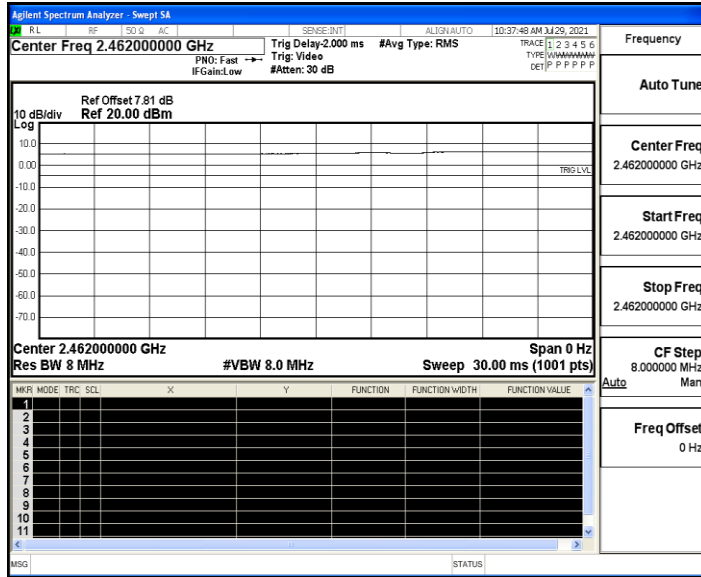 Agilent Spectrum Analyzer - Swept SA
RL RF 50 Ω AC SENSE:INT ALIGNAUTO 10:37:48 AM Jul 29, 2021
Center Freq 2.462000000 GHz
Trig Delay-2.000 ms #Avg Type: RMS
TRACE 1 2 3 4 5 6
PNO: Fast Trig: Video
TYPE WWWWWW
IFGain:Low #Atten: 30 dB
DET P P P P P P
Ref Offset 7.81 dB
10 dB/div Ref 20.00 dBm
Log
10.0
0.00
TRIG LVL
-10.0
-20.0
-30.0
-40.0
-50.0
-60.0
-70.0
Center 2.462000000 GHz Span 0 Hz
Res BW 8 MHz #VBW 8.0 MHz Sweep 30.00 ms (1001 pts)
MKR MODE TRC SCL X Y FUNCTION FUNCTION WIDTH FUNCTION VALUE
1
2
3
4
5
6
7
8
9
10
11
MSG STATUS
Frequency
Auto Tune
Center Freq
2.462000000 GHz
Start Freq
2.462000000 GHz
Stop Freq
2.462000000 GHz
CF Step
8.000000 MHz
Auto Man
Freq Offset
0 Hz